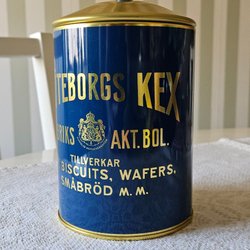 TEBORGS KEX
RIKS AKT. BOL.
TILLVERKAR
BISCUITS, WAFERS,
SMÅBRÖD M. M.